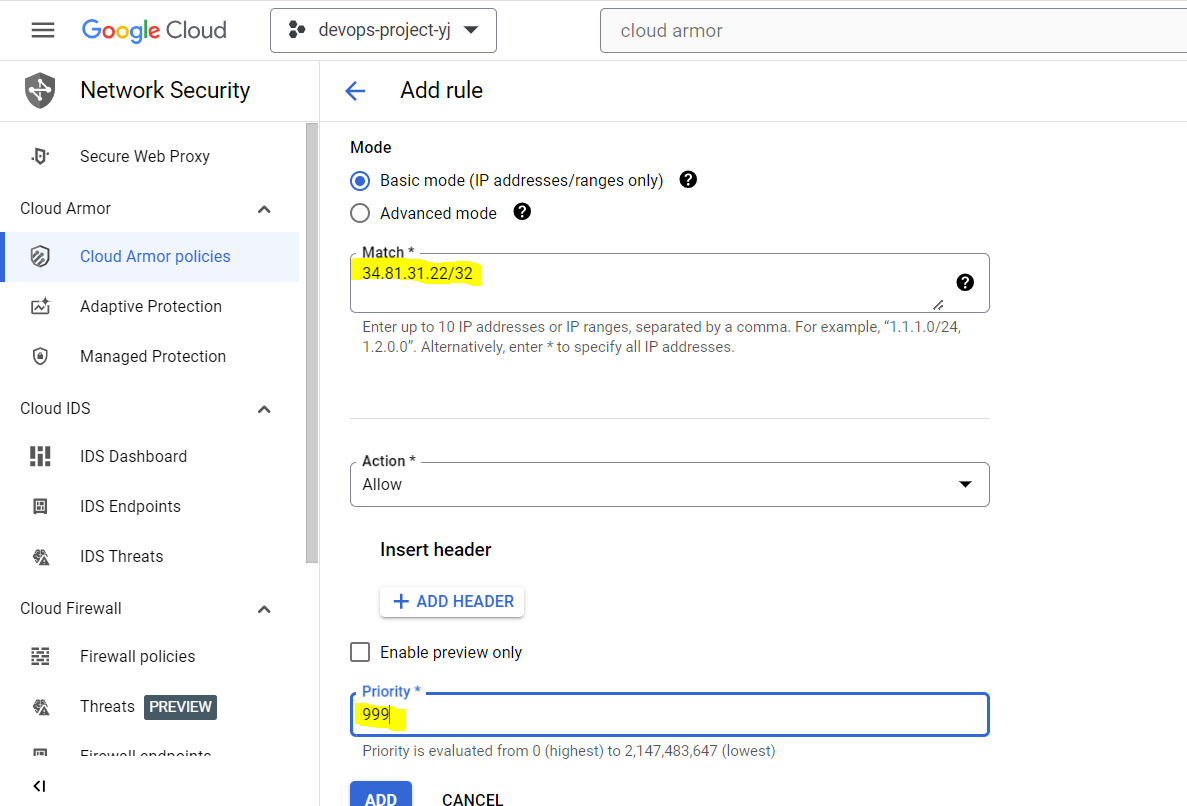 Google Cloud
devops-project-yj
cloud armor
Network Security
Add rule
Secure Web Proxy
Cloud Armor
Cloud Armor policies
Adaptive Protection
Managed Protection
Cloud IDS
IDS Dashboard
IDS Endpoints
IDS Threats
Cloud Firewall
Firewall policies
Threats PREVIEW
Firewall endpoints
Mode
Basic mode (IP addresses/ranges only)
Advanced mode
Match *
34.81.31.22/32
Enter up to 10 IP addresses or IP ranges, separated by a comma. For example, “1.1.1.0/24,
1.2.0.0”. Alternatively, enter * to specify all IP addresses.
Action *
Allow
Insert header
+ ADD HEADER
Enable preview only
Priority *
999
Priority is evaluated from 0 (highest) to 2,147,483,647 (lowest)
ADD
CANCEL